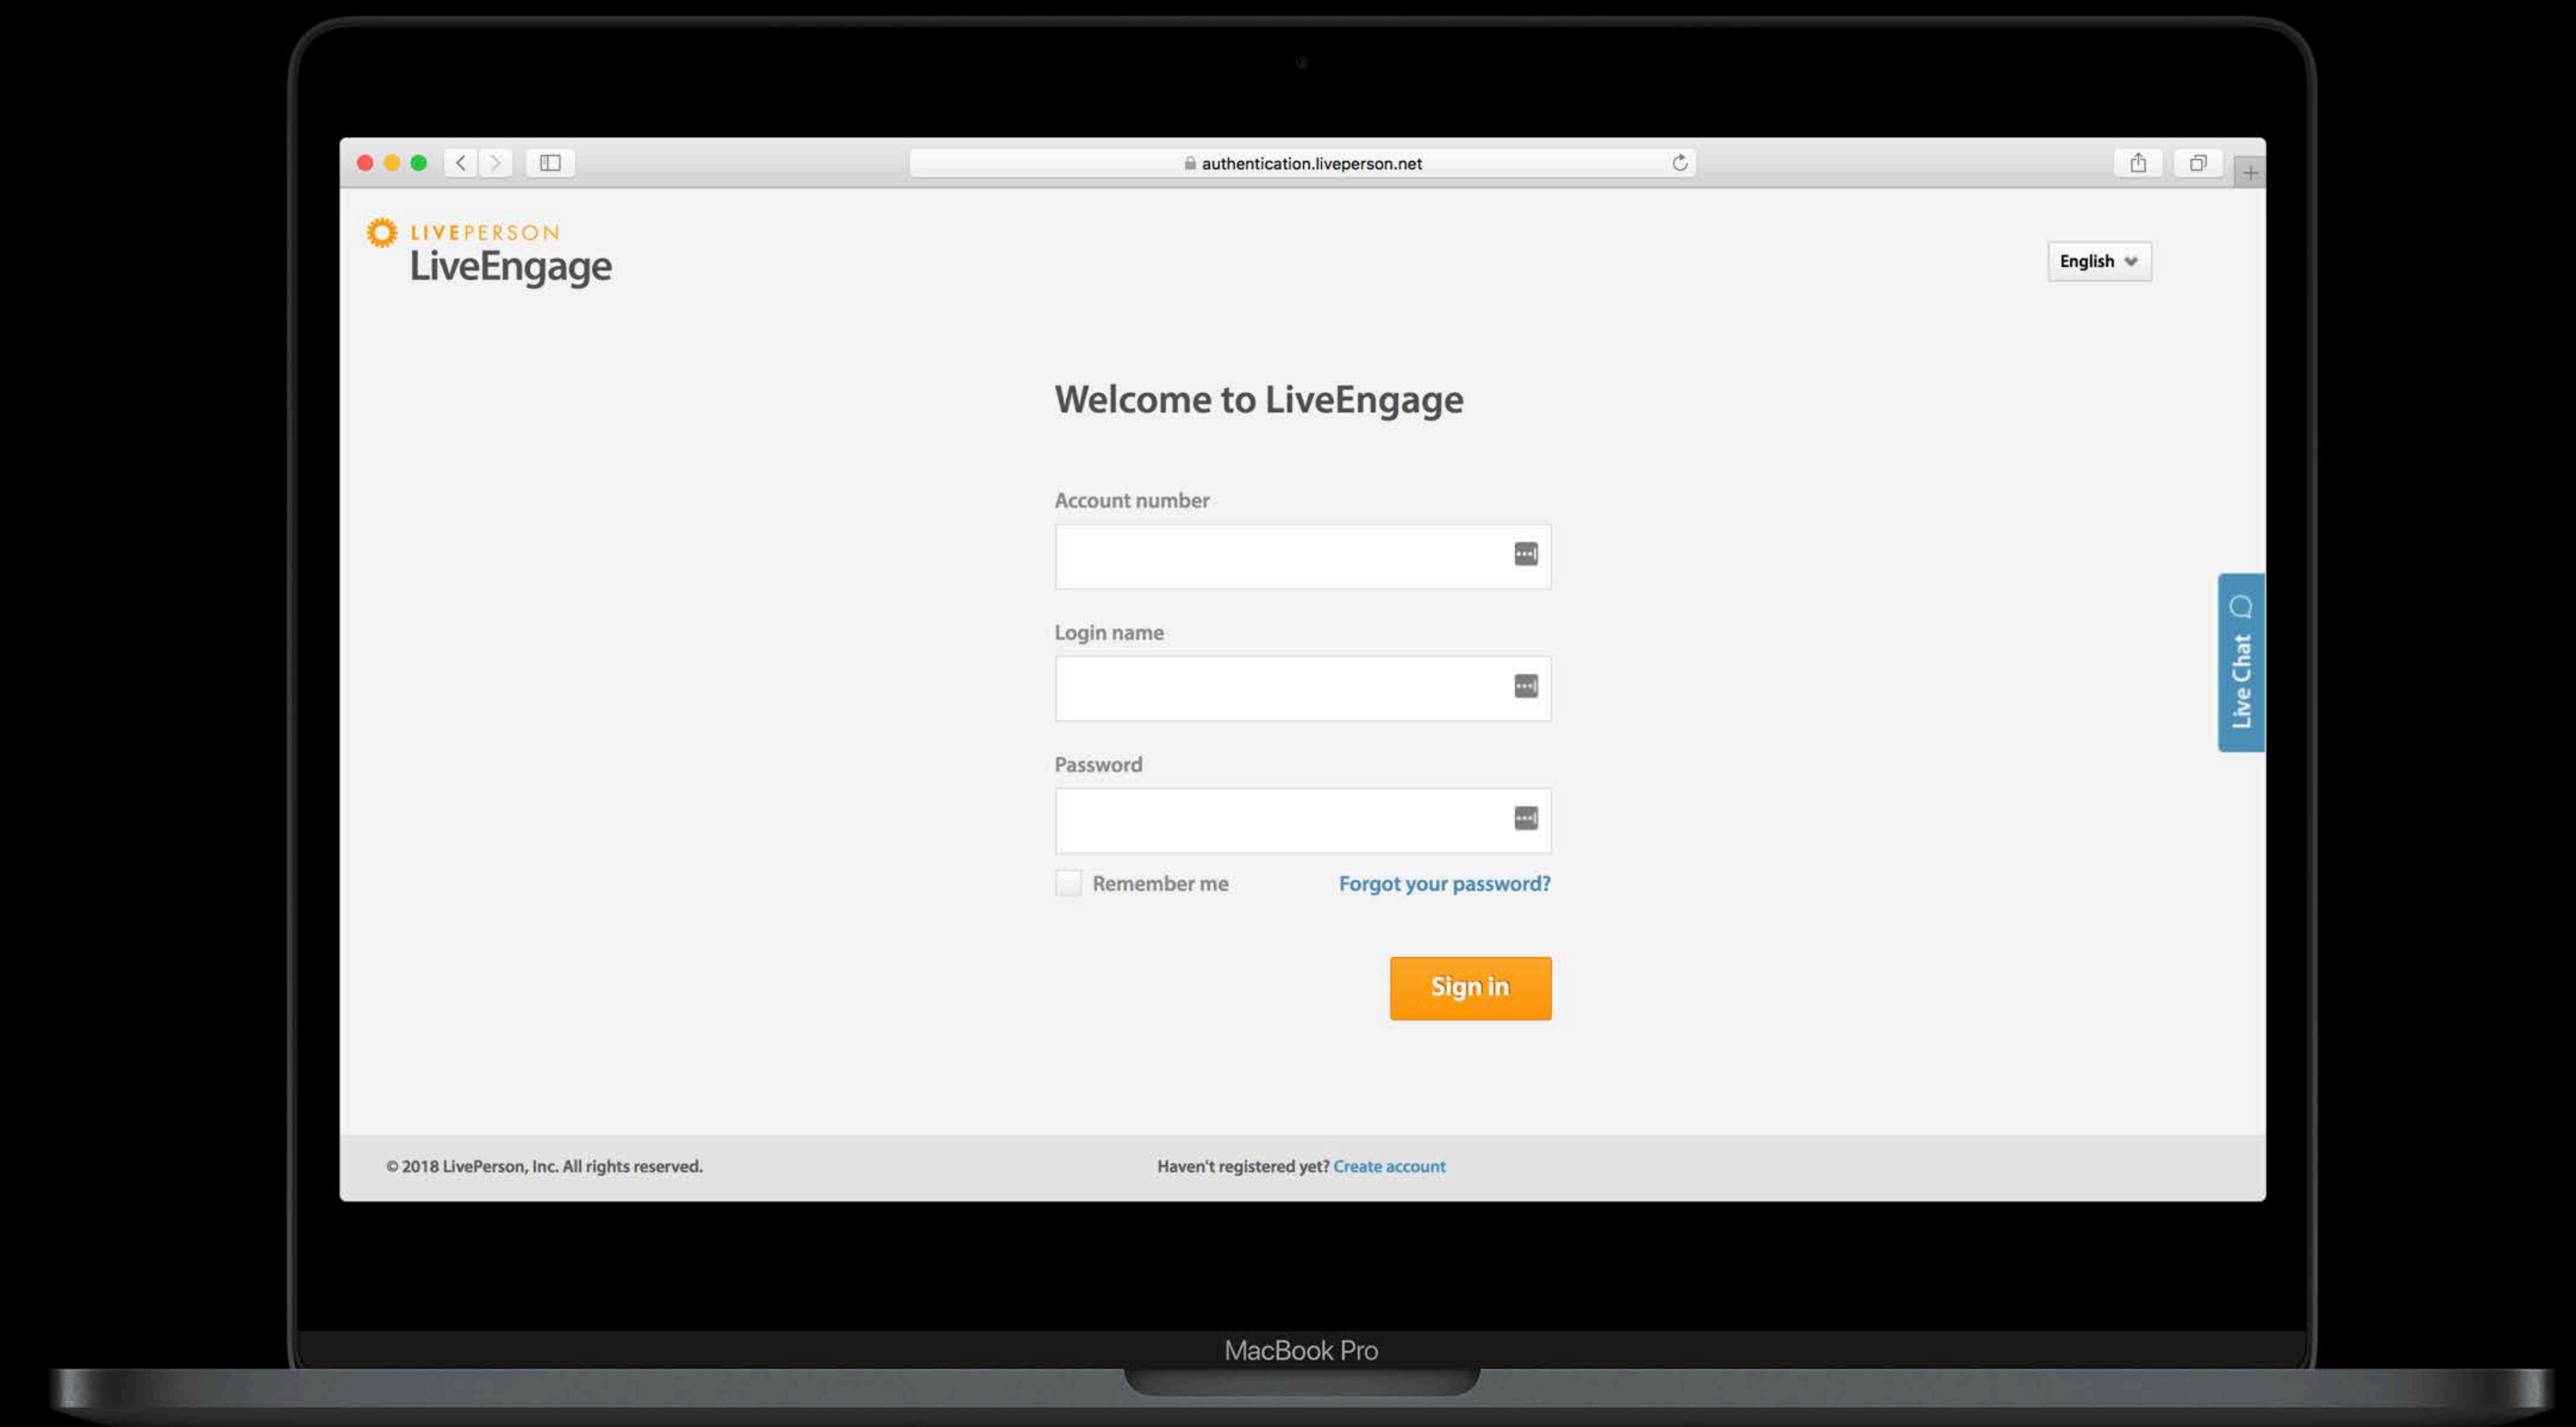 authentication.liveperson.net
LIVEPERSON
LiveEngage
English
Welcome to LiveEngage
Account number
Login name
Password
Remember me
Forgot your password?
Sign in
Live Chat
© 2018 LivePerson, Inc. All rights reserved.
Haven't registered yet? Create account
MacBook Pro